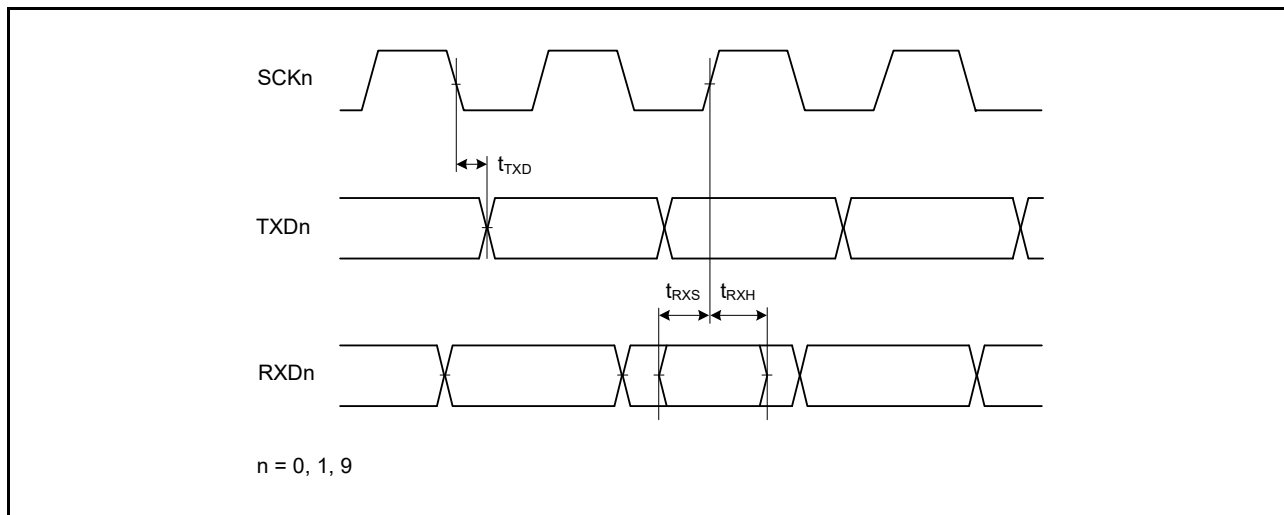 SCKn
tTXD
TXDn
tRXS tRXH
RXDn
n = 0, 1, 9